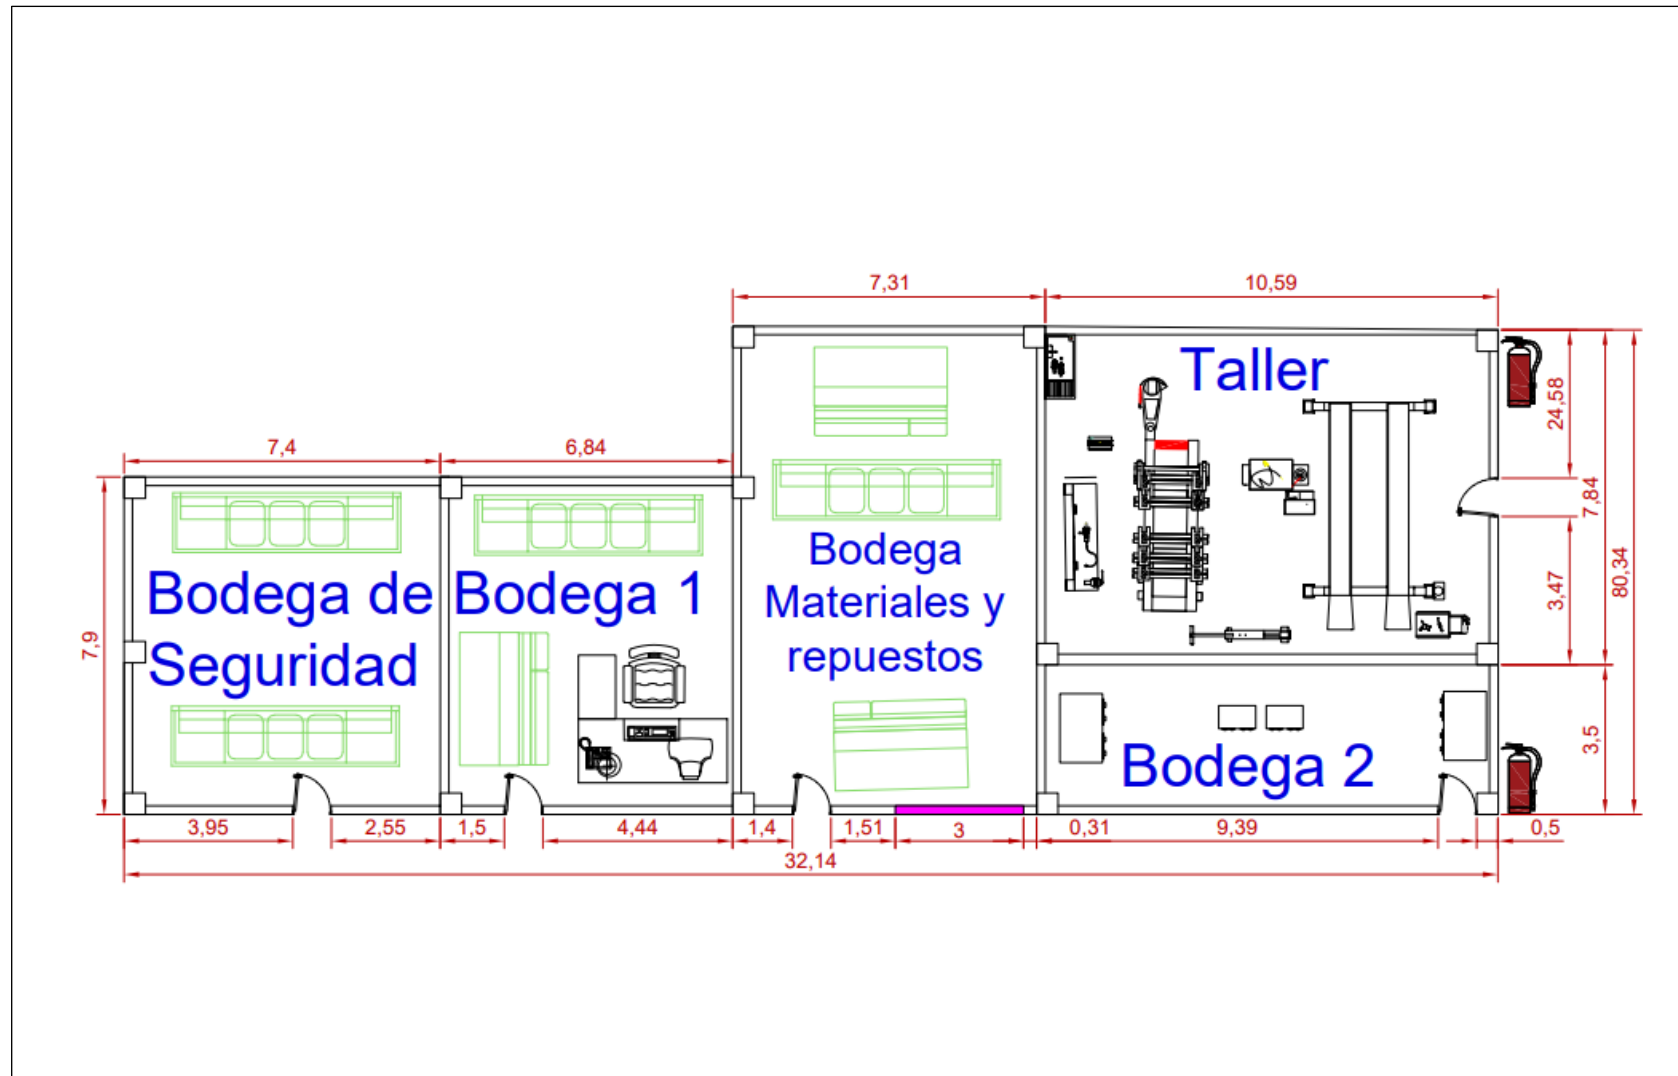 7,31
10,59
Taller
24,58
7,4
6,84
7,84
80,34
Bodega
Materiales y
repuestos
Bodega de
Seguridad
Bodega 1
3,47
7,9
3,5
Bodega 2
3,95
2,55
1,5
4,44
1,4
1,51
3
0,31
9,39
0,5
32,14